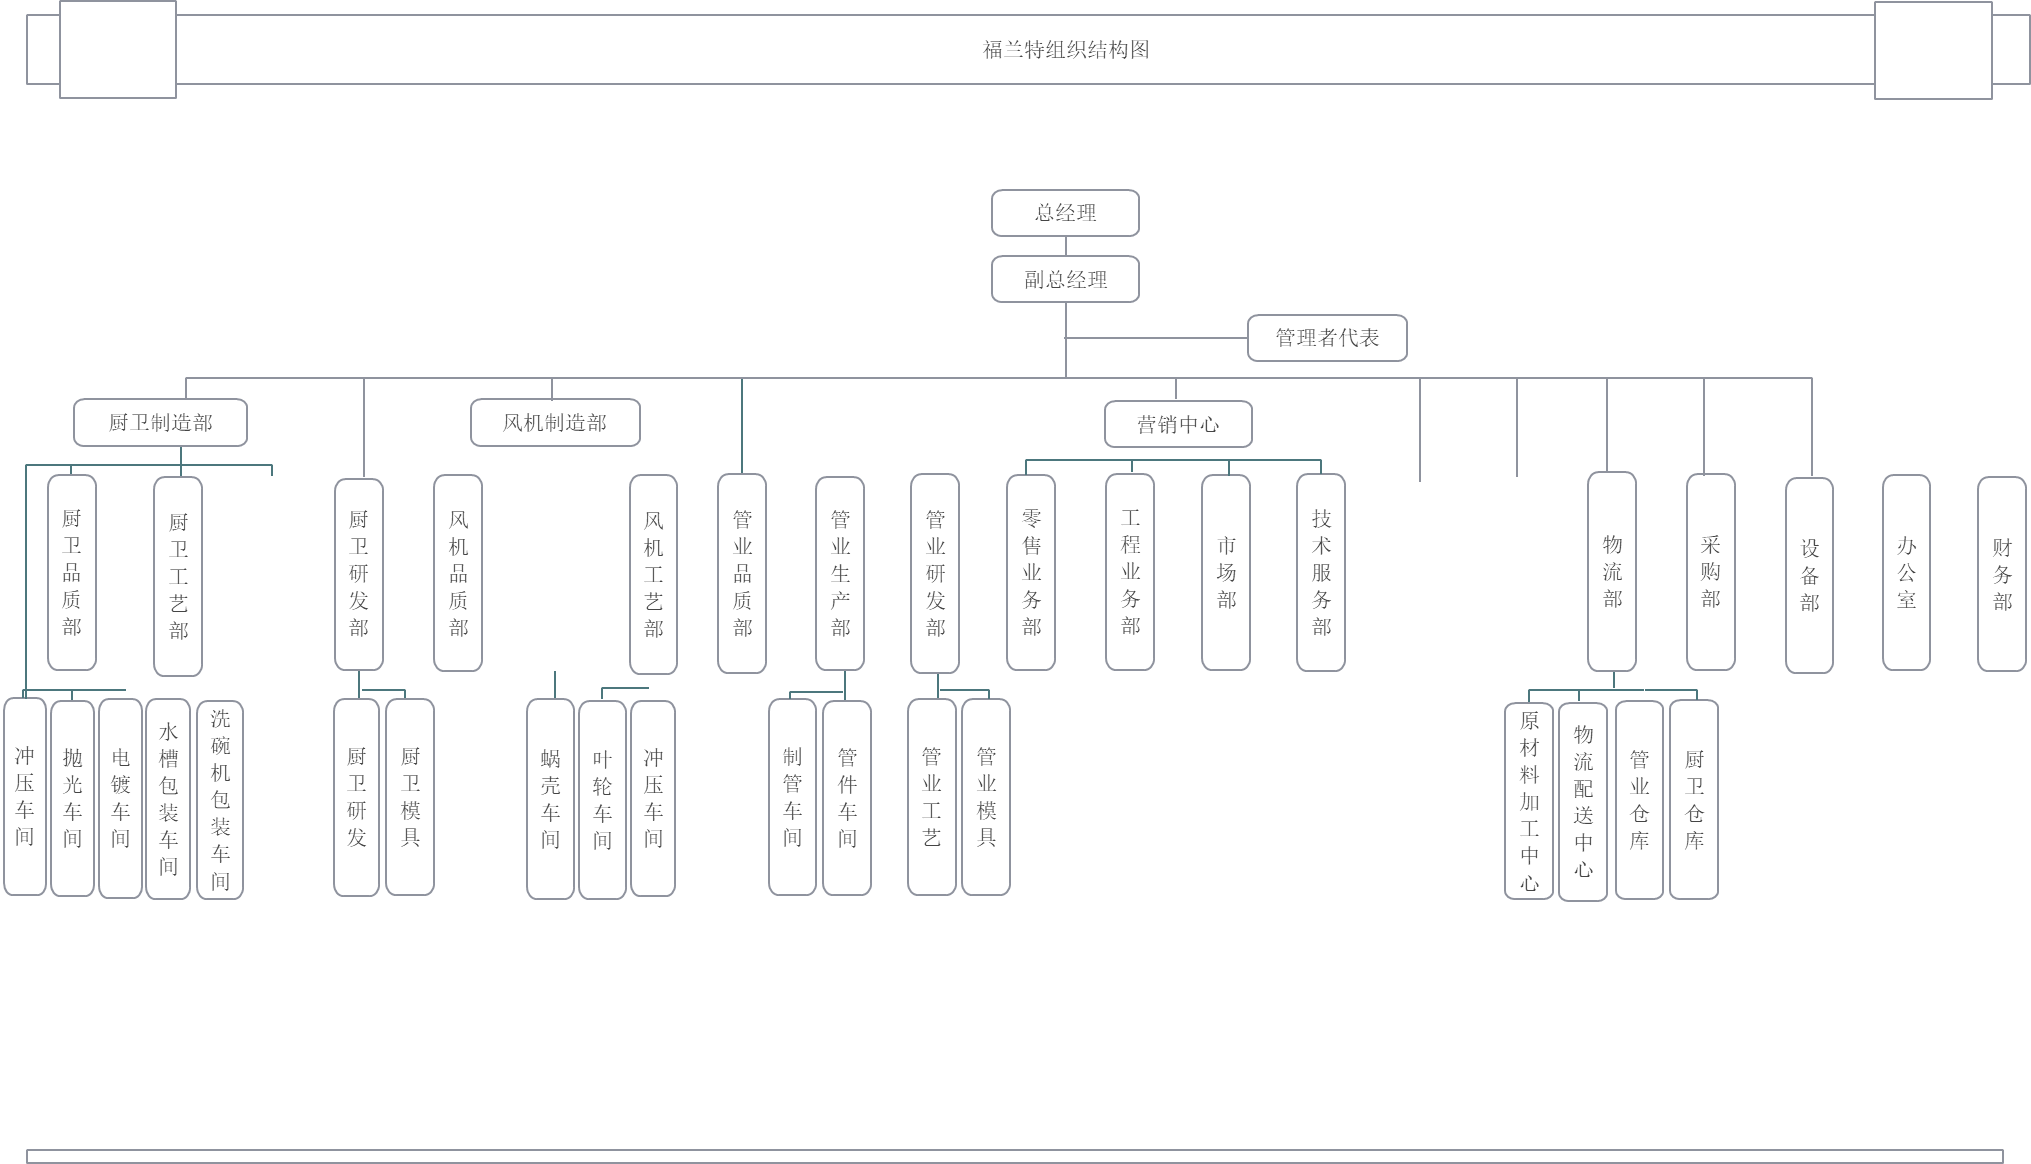 福兰特组织结构图
总经理
副总经理
管理者代表
厨卫制造部
风机制造部
营销中心
厨卫品质部
厨卫工艺部
厨卫研发部
风机品质部
风机工艺部
管业品质部
管业生产部
管业研发部
零售业务部
工程业务部
市场部
技术服务部
物流部
采购部
设备部
办公室
财务部
冲压车间
抛光车间
电镀车间
水槽包装车间
洗碗机包装车间
厨卫研发
厨卫模具
蜗壳车间
叶轮车间
冲压车间
制管车间
管件车间
管业工艺
管业模具
原材料加工中心
物流配送中心
管业仓库
厨卫仓库